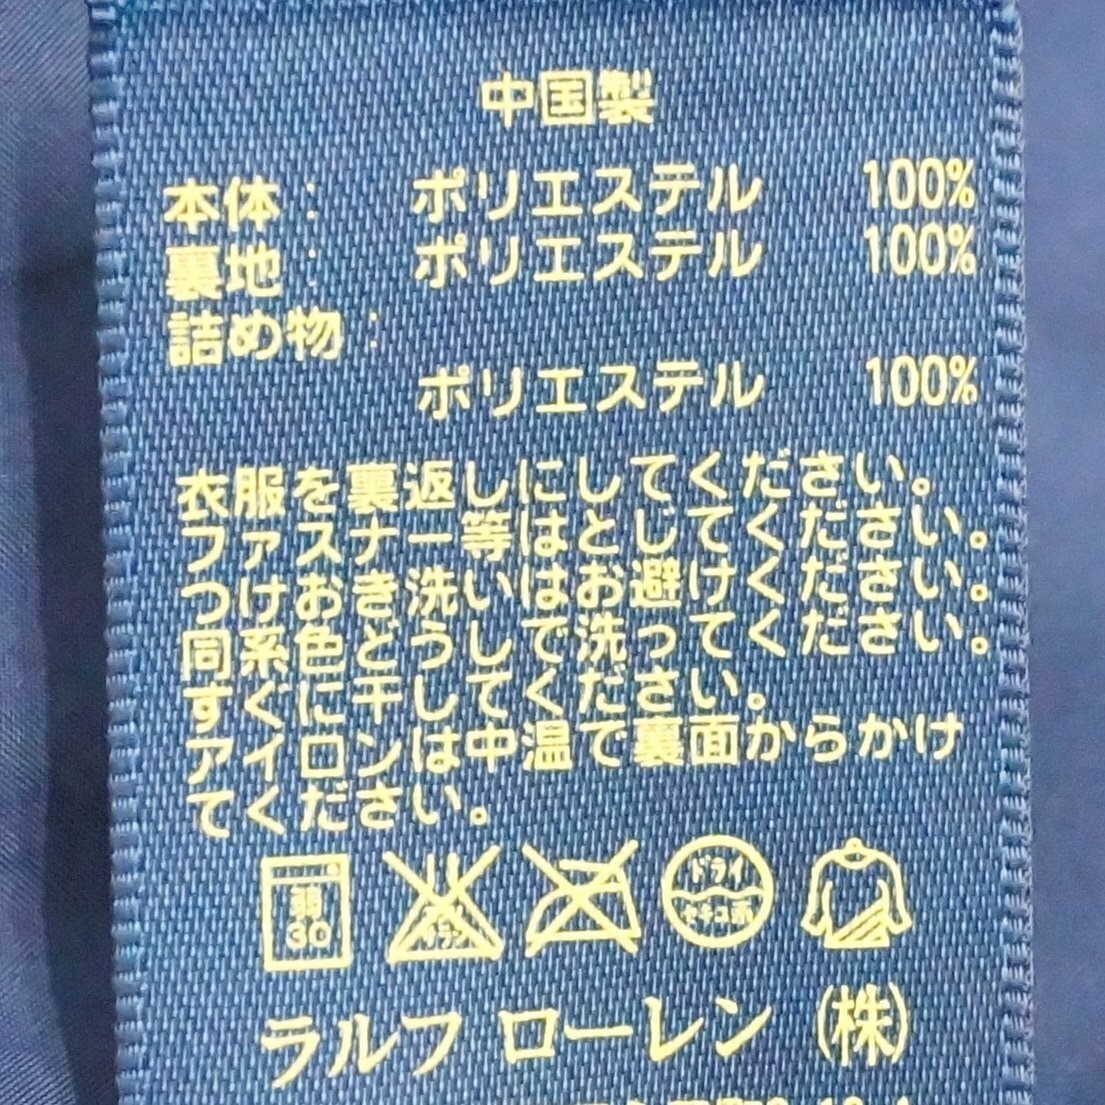 中国製
本体: ポリエステル 100%
裏地: ポリエステル 100%
詰め物:
ポリエステル 100%
衣服を裏返しにしてください。
ファスナー等はとじてください。
つけおき洗いはお避けください。
同系色どうしで洗ってください。
すぐに干してください。
アイロンは中温で裏面からかけ
てください。
弱 30
ドライ
セキユ系
ラルフ ローレン (株)